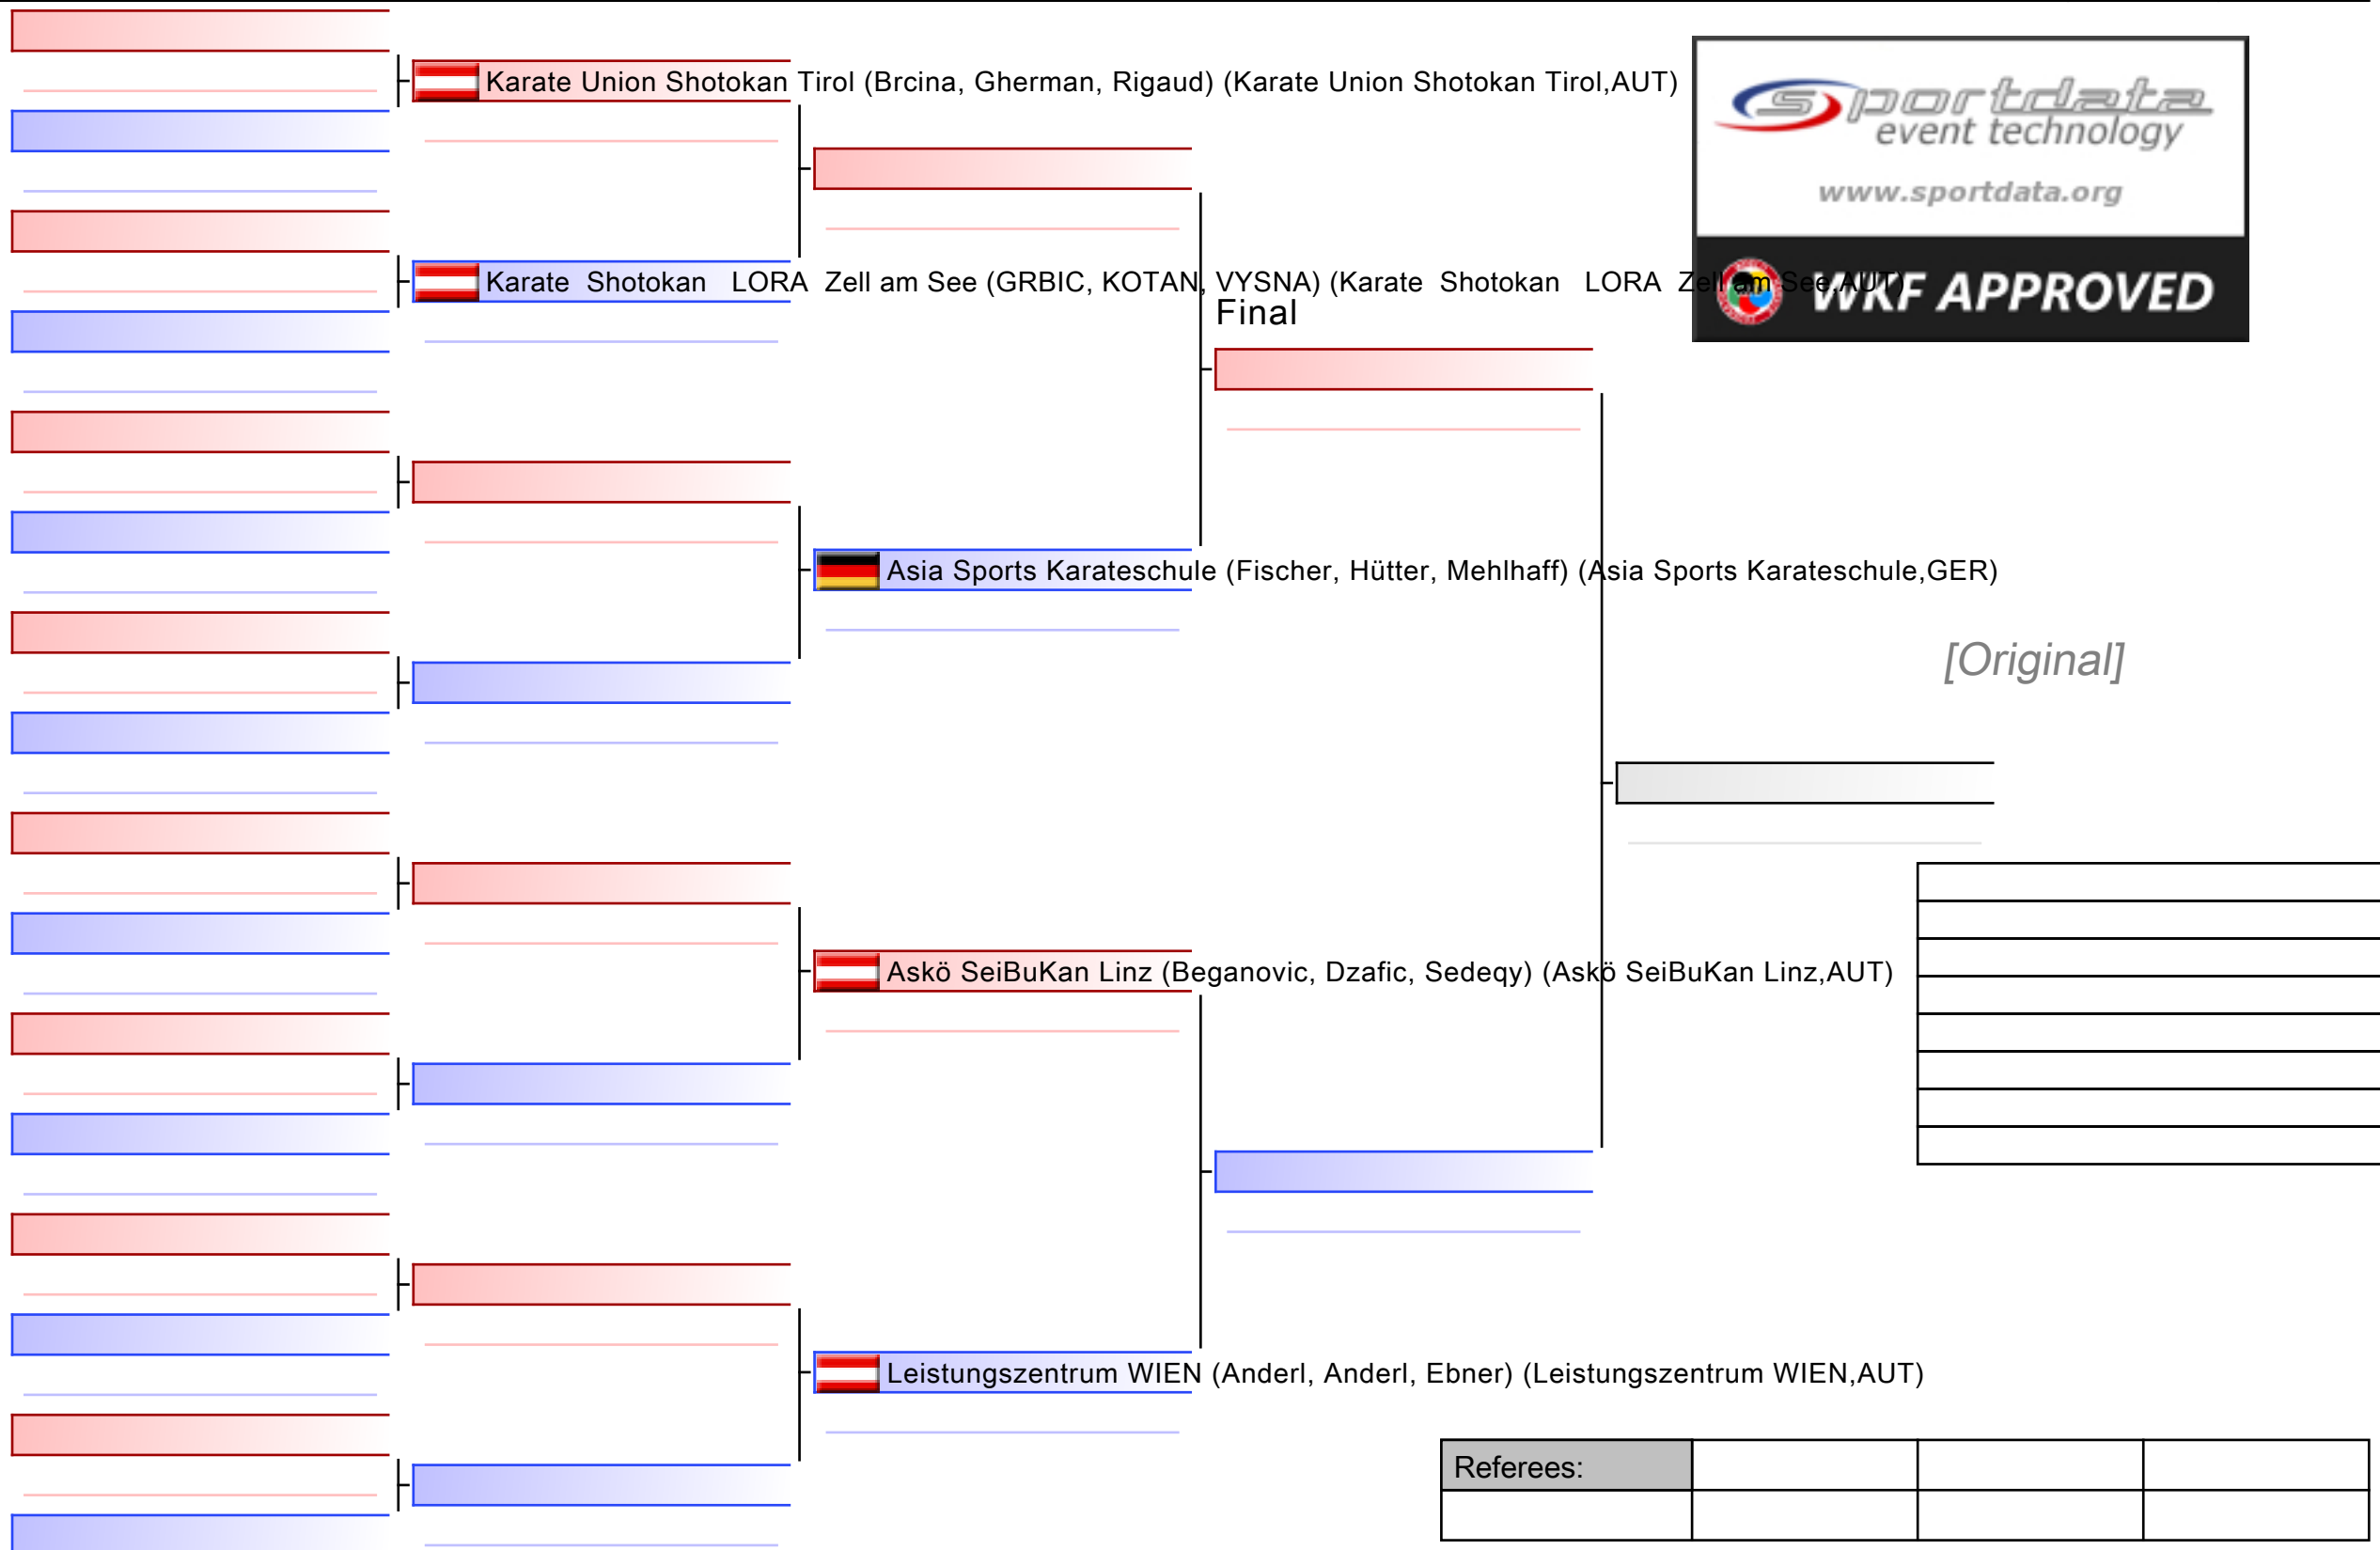 Karate Union Shotokan Tirol (Brcina, Gherman, Rigaud) (Karate Union Shotokan Tirol,AUT)
sportdata
event technology
www.sportdata.org
Karate Shotokan LORA Zell am See (GRBIC, KOTAN, VYSNA) (Karate Shotokan LORA Zell am See,AUT)
WKF APPROVED
Final
Asia Sports Karateschule (Fischer, Hütter, Mehlhaff) (Asia Sports Karateschule,GER)
[Original]
Askö SeiBuKan Linz (Beganovic, Dzafic, Sedeqy) (Askö SeiBuKan Linz,AUT)
Leistungszentrum WIEN (Anderl, Anderl, Ebner) (Leistungszentrum WIEN,AUT)
Referees: